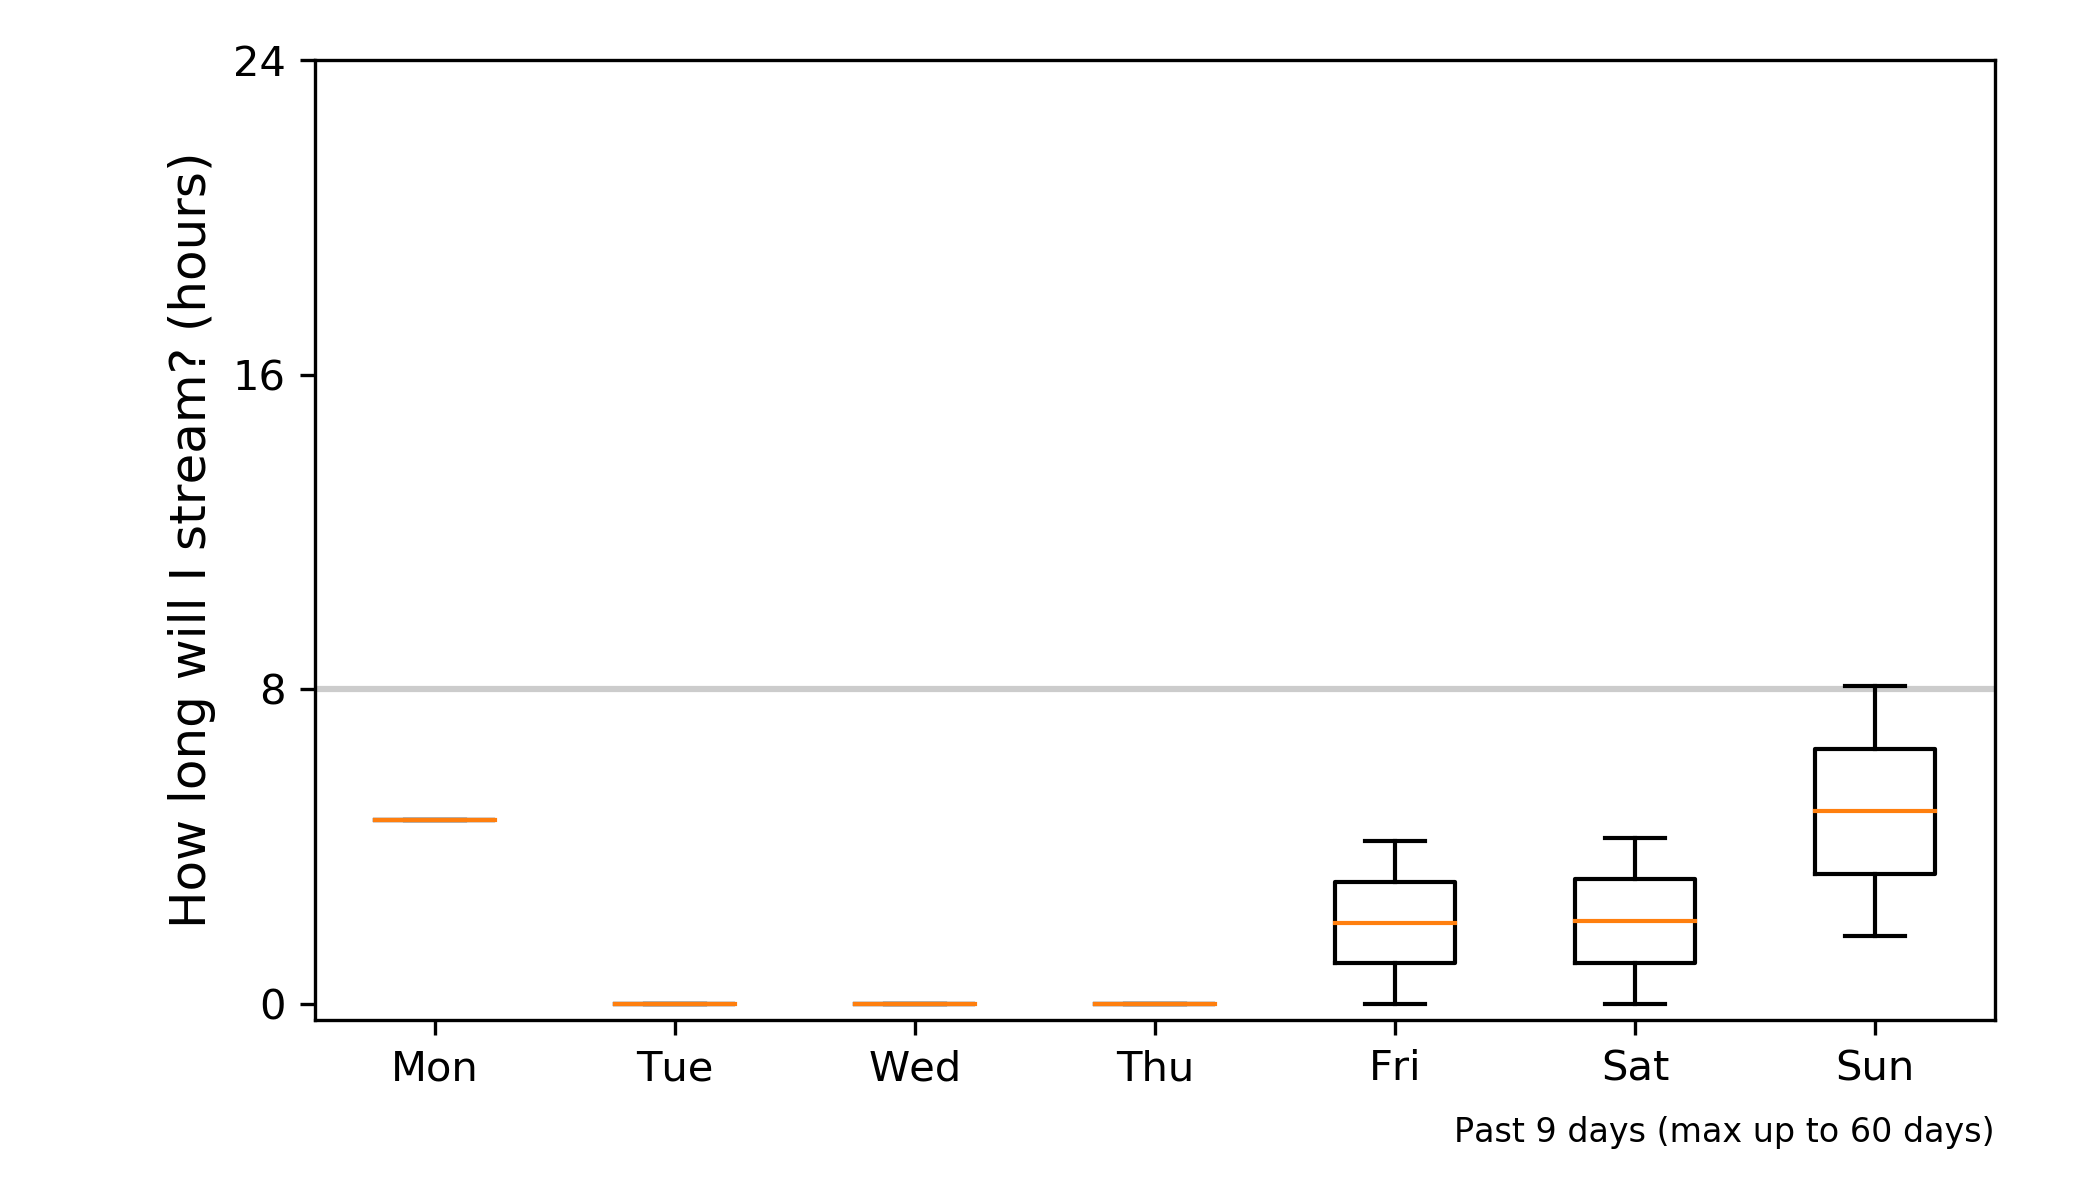 How long will I stream? (hours)
24
16
8
0
Mon Tue Wed Thu Fri Sat Sun
Past 9 days (max up to 60 days)